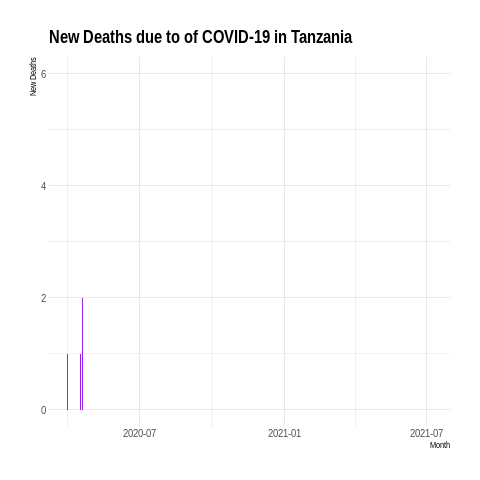 New Deaths due to of COVID-19 in Tanzania
New Deaths
6
4
2
0
2020-07
2021-01
2021-07
Month